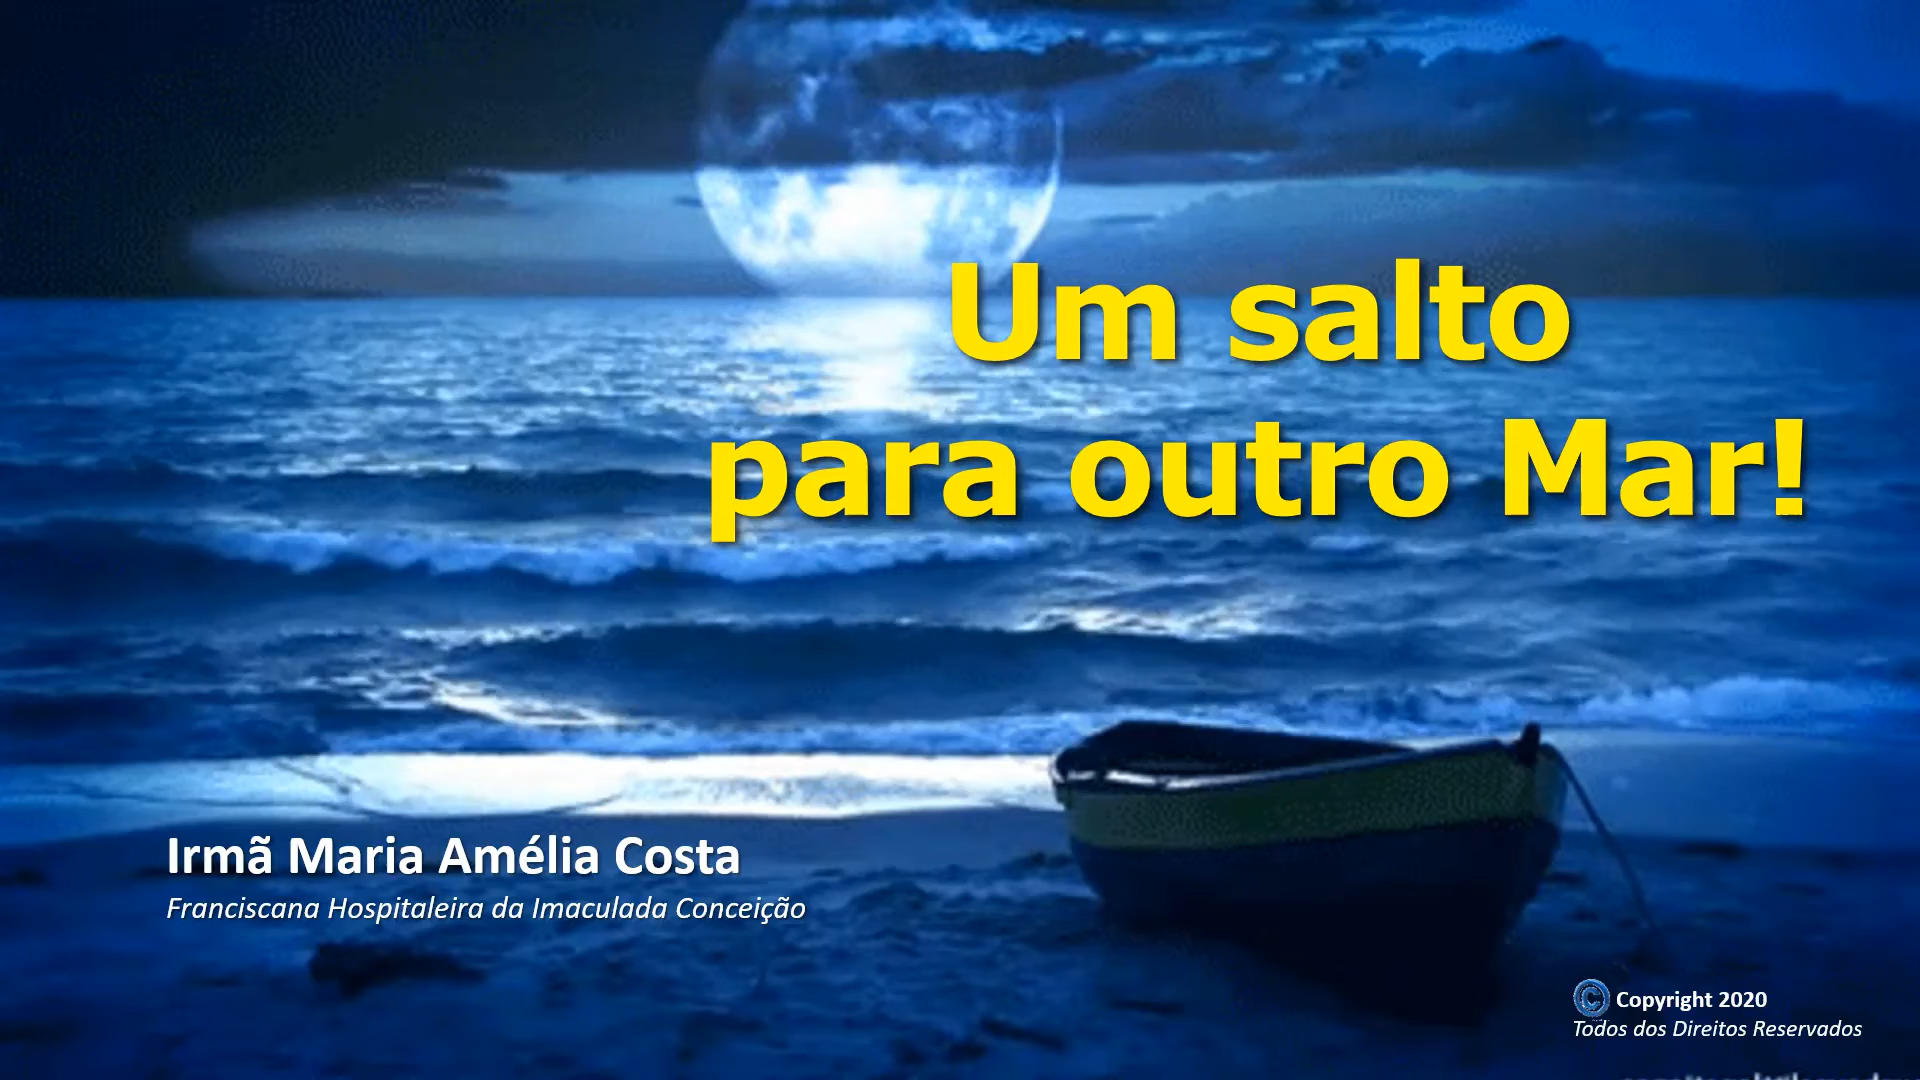 Um salto
para outro Mar!
Irmã Maria Amélia Costa
Franciscana Hospitaleira da Imaculada Conceição
© Copyright 2020
Todos dos Direitos Reservados